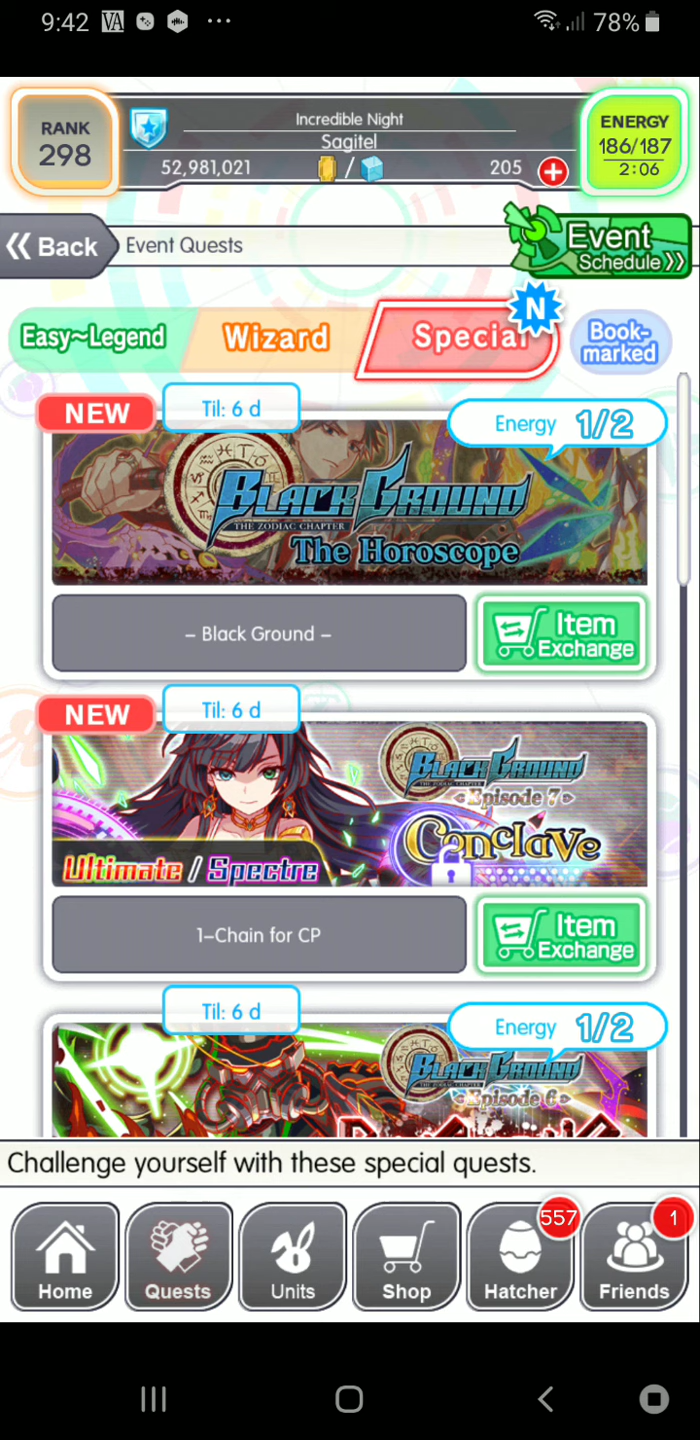 9:42
VA
78%
RANK
298
Incredible Night
Sagitel
52,981,021
/
205
ENERGY
186/187
2:06
Back
Event Quests
Event
Schedule
Easy~Legend
Wizard
Special
N
Book-
marked
NEW
Til: 6 d
Energy 1/2
BLACK GROUND
THE ZODIAC CHAPTER
The Horoscope
– Black Ground –
Item
Exchange
NEW
Til: 6 d
BLACK GROUND
Episode 7
Conclave
Ultimate / Spectre
1–Chain for CP
Item
Exchange
Til: 6 d
Energy 1/2
BLACK GROUND
Episode 6
Challenge yourself with these special quests.
557
1
Home
Quests
Units
Shop
Hatcher
Friends